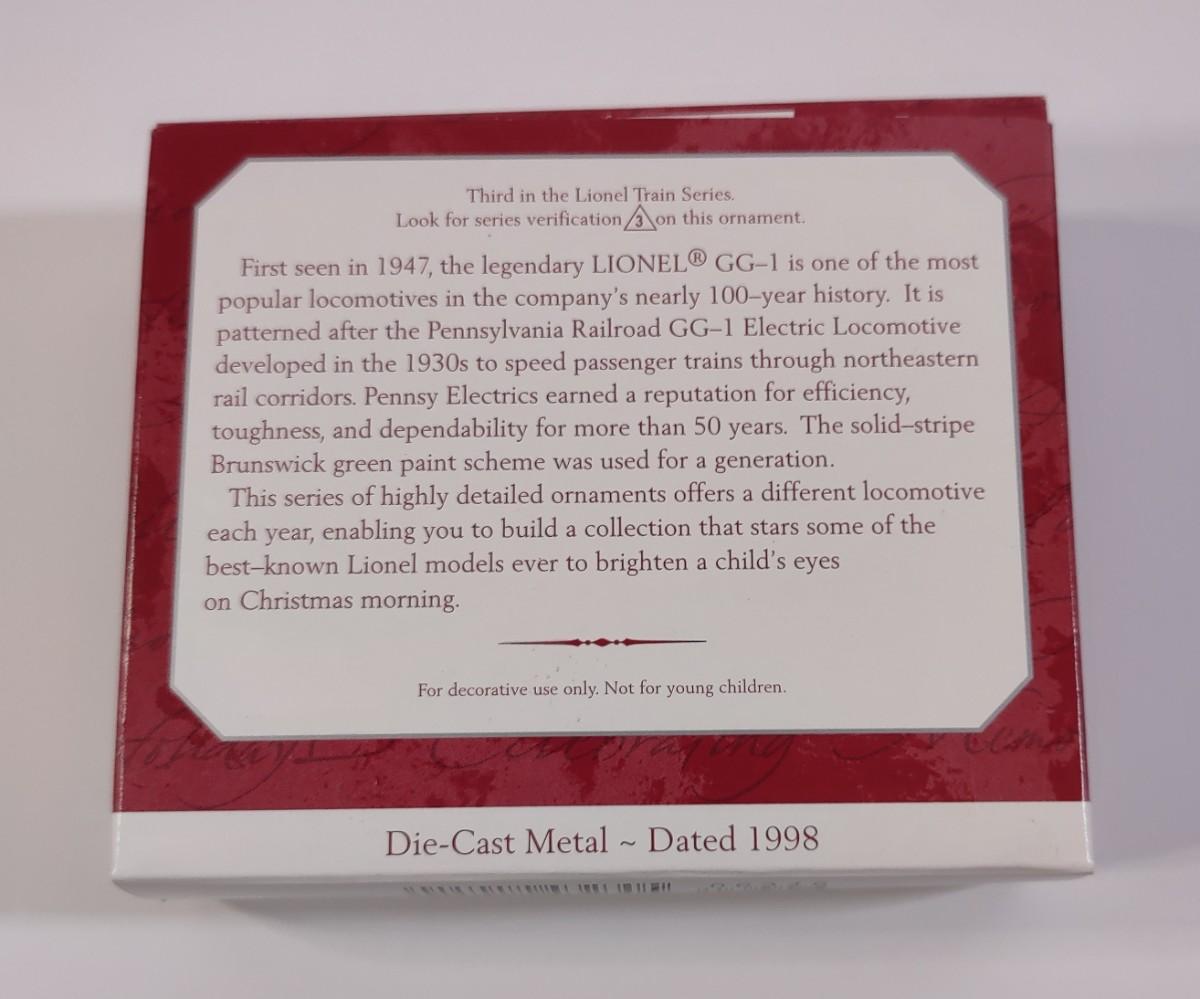 Third in the Lionel Train Series.
Look for series verification 3 on this ornament.
First seen in 1947, the legendary LIONEL® GG–1 is one of the most
popular locomotives in the company's nearly 100–year history. It is
patterned after the Pennsylvania Railroad GG–1 Electric Locomotive
developed in the 1930s to speed passenger trains through northeastern
rail corridors. Pennsy Electrics earned a reputation for efficiency,
toughness, and dependability for more than 50 years. The solid–stripe
Brunswick green paint scheme was used for a generation.
This series of highly detailed ornaments offers a different locomotive
each year, enabling you to build a collection that stars some of the
best–known Lionel models ever to brighten a child's eyes
on Christmas morning.
For decorative use only. Not for young children.
Celebrating
Die-Cast Metal ~ Dated 1998